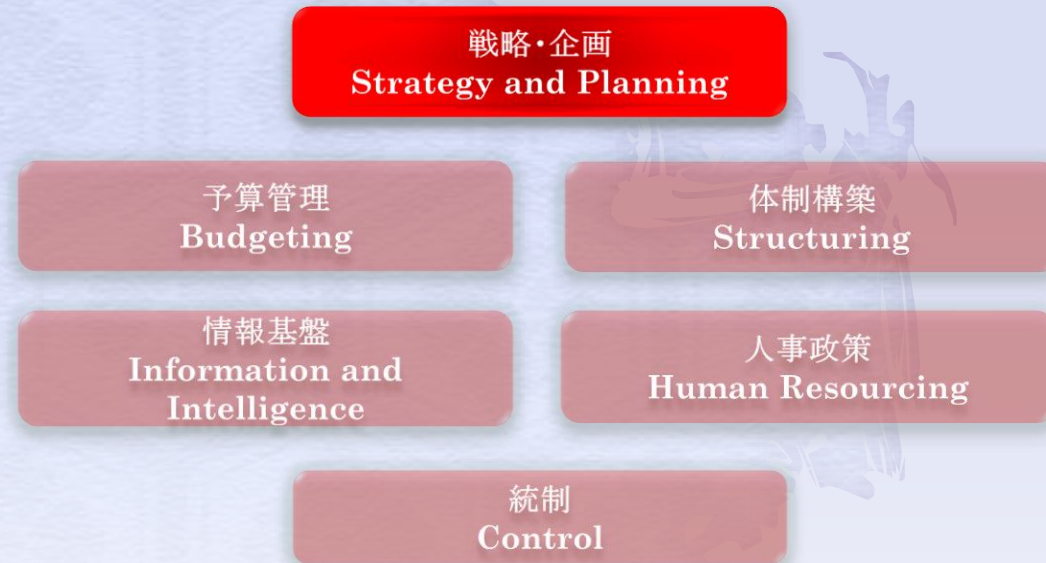 戦略・企画
Strategy and Planning
予算管理
Budgeting
体制構築
Structuring
情報基盤
Information and
Intelligence
人事政策
Human Resourcing
統制
Control